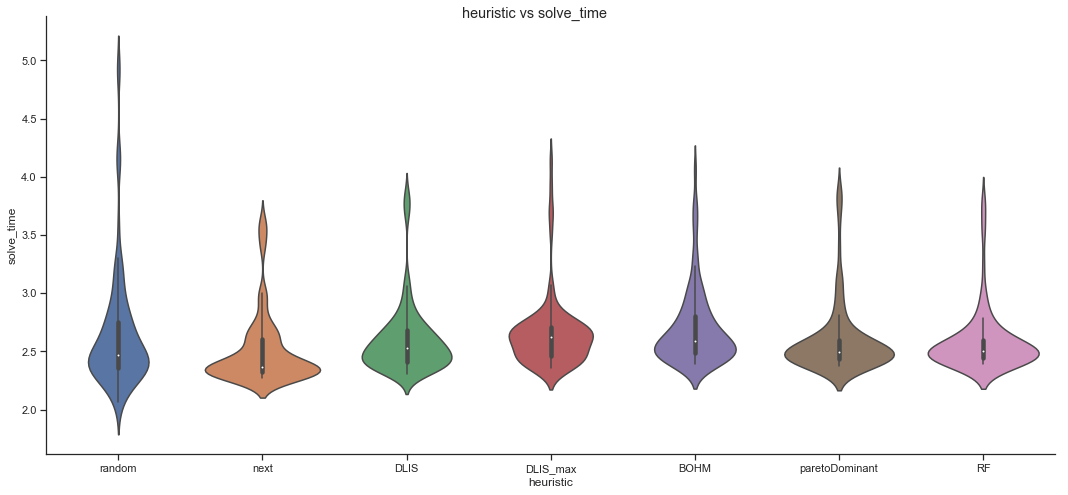 heuristic vs solve_time
5.0
4.5
4.0
3.5
3.0
2.5
2.0
solve_time
random next DLIS DLIS_max BOHM paretoDominant RF
heuristic